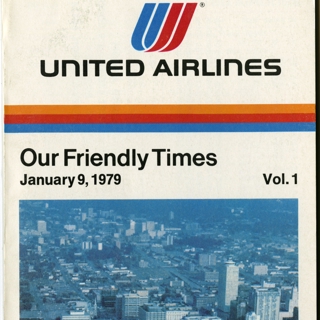 ®
UNITED AIRLINES
Our Friendly Times
January 9, 1979 Vol. 1